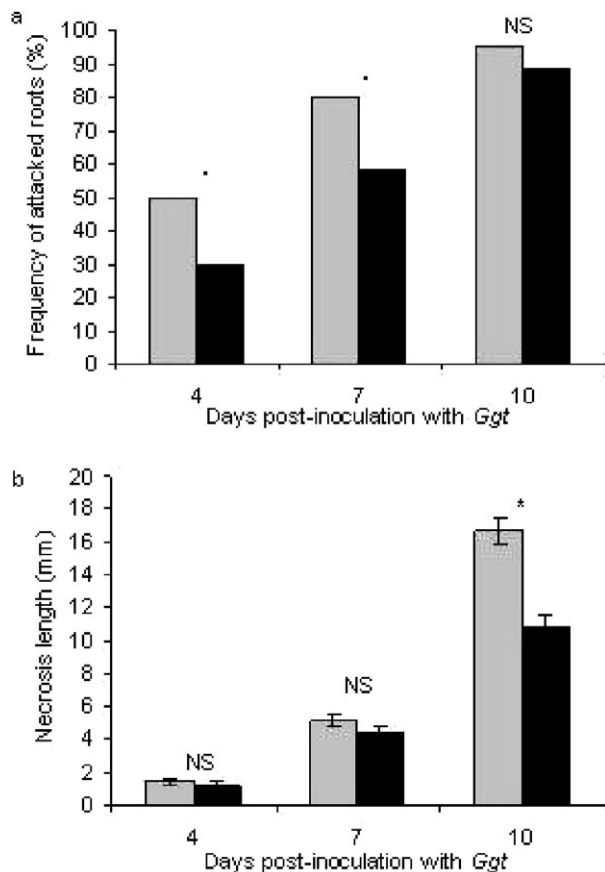 a
Frequency of attacked roots (%)
100
90
80
70
60
50
40
30
20
10
0
NS
4 7 10
Days post-inoculation with Ggt
b
Necrosis length (mm)
20
18
16
14
12
10
8
6
4
2
0
NS
NS
*
4 7 10
Days post-inoculation with Ggt